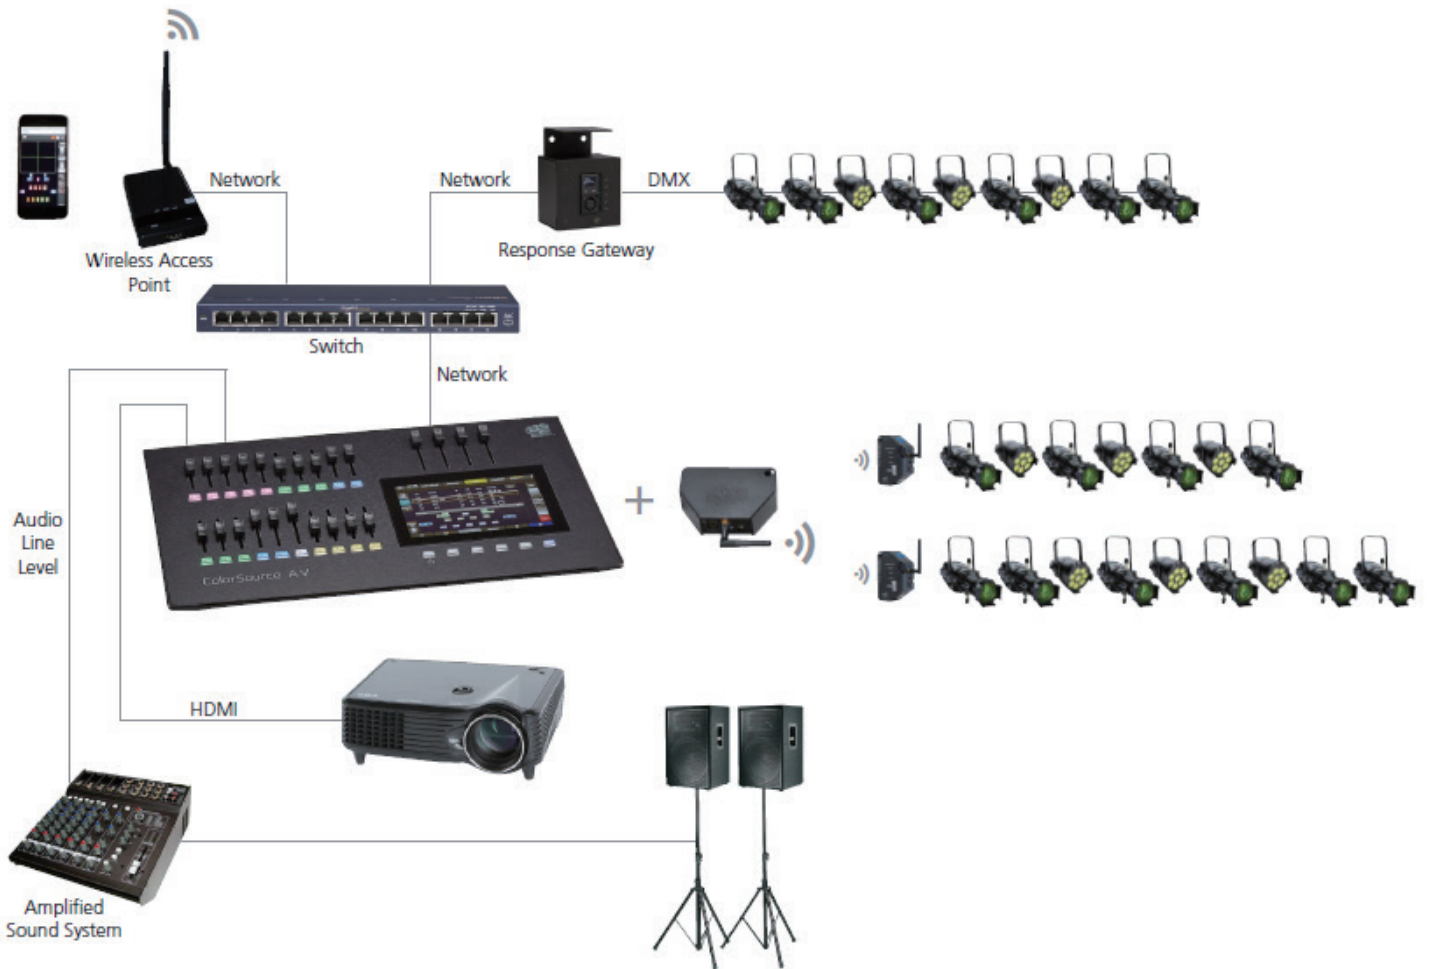 Network
Network
DMX
Wireless Access
Point
Response Gateway
Switch
Network
Audio
Line
Level
ColorSource AV
HDMI
Amplified
Sound System